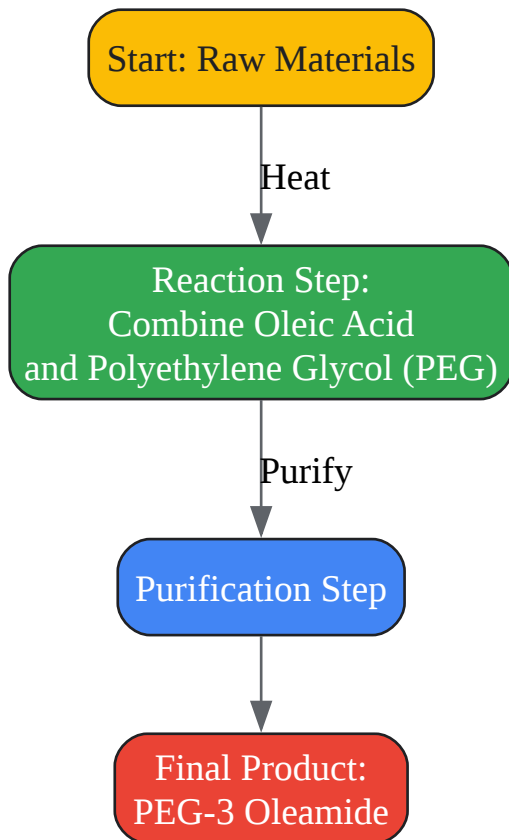 Start: Raw Materials
Heat
Reaction Step:
Combine Oleic Acid
and Polyethylene Glycol (PEG)
Purify
Purification Step
Final Product:
PEG-3 Oleamide